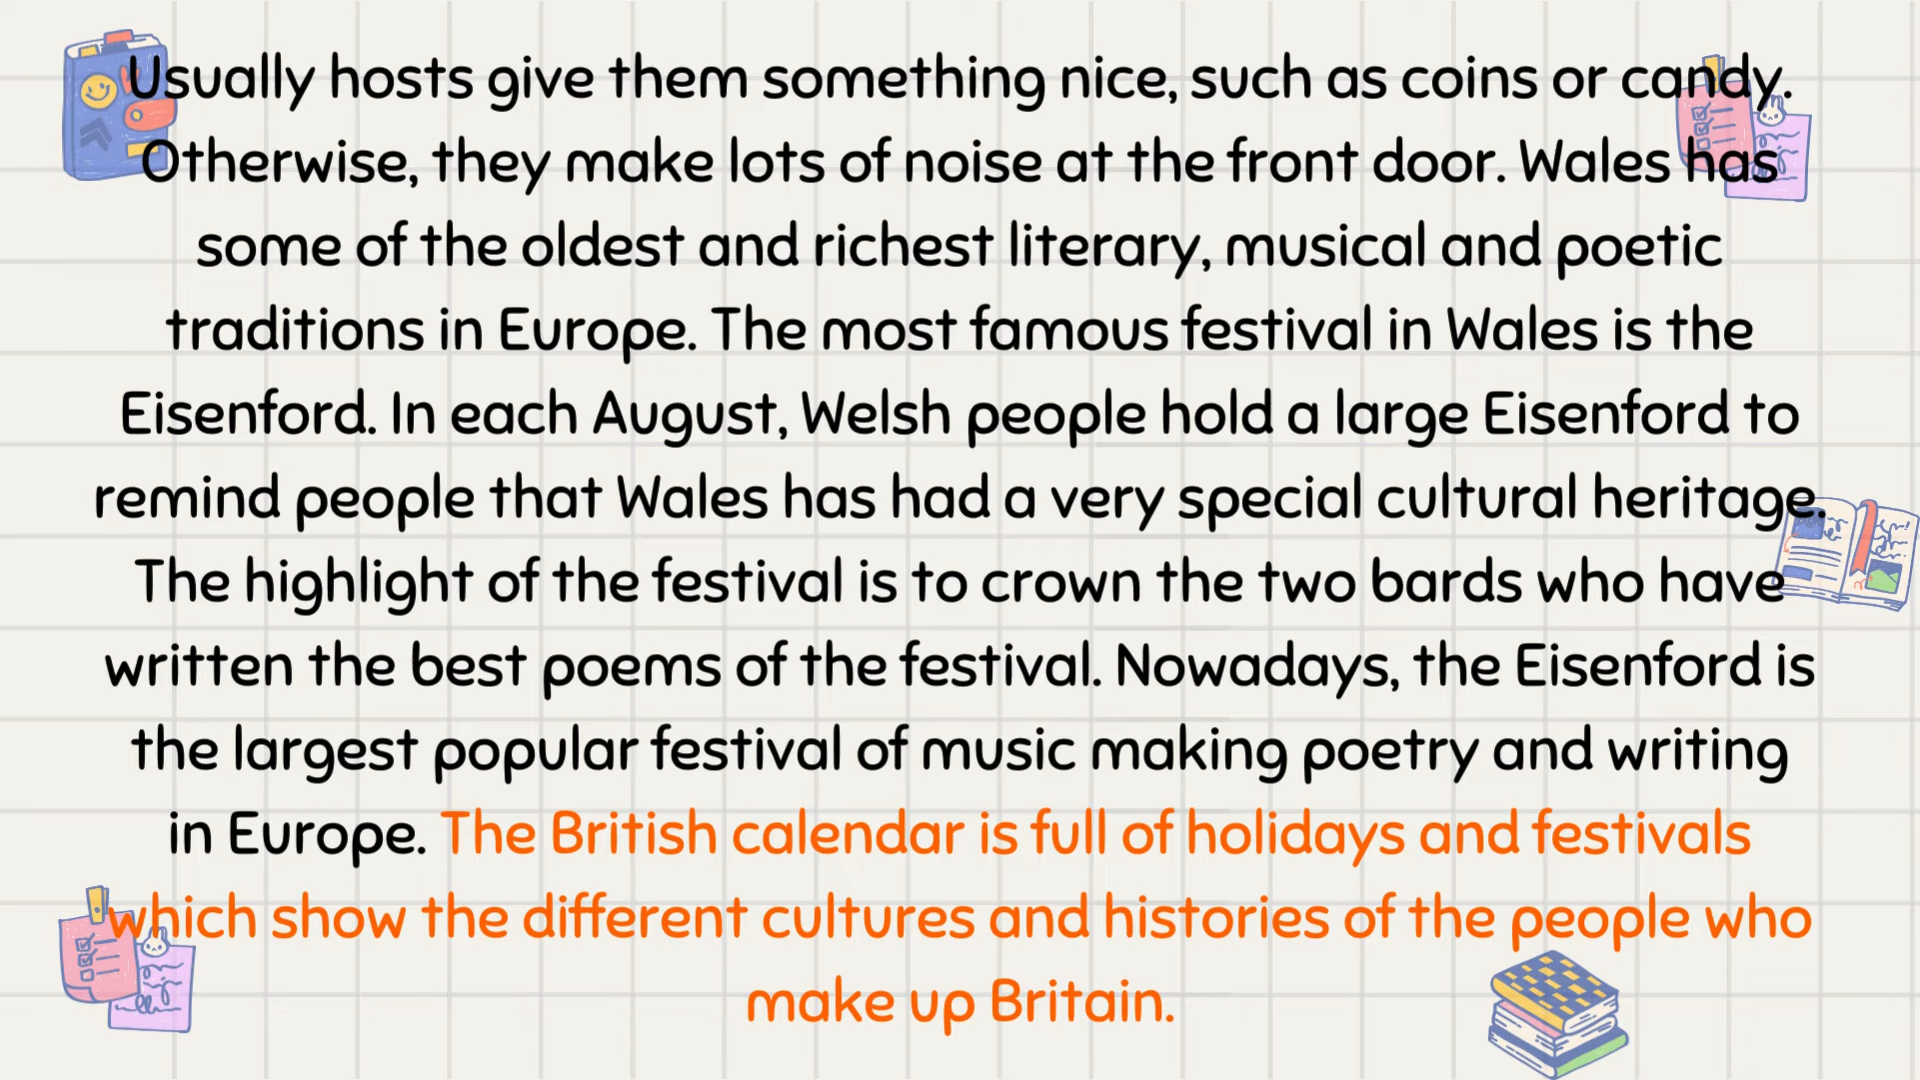 Usually hosts give them something nice, such as coins or candy.
Otherwise, they make lots of noise at the front door. Wales has
some of the oldest and richest literary, musical and poetic
traditions in Europe. The most famous festival in Wales is the
Eisenford. In each August, Welsh people hold a large Eisenford to
remind people that Wales has had a very special cultural heritage.
The highlight of the festival is to crown the two bards who have
written the best poems of the festival. Nowadays, the Eisenford is
the largest popular festival of music making poetry and writing
in Europe. The British calendar is full of holidays and festivals
which show the different cultures and histories of the people who
make up Britain.